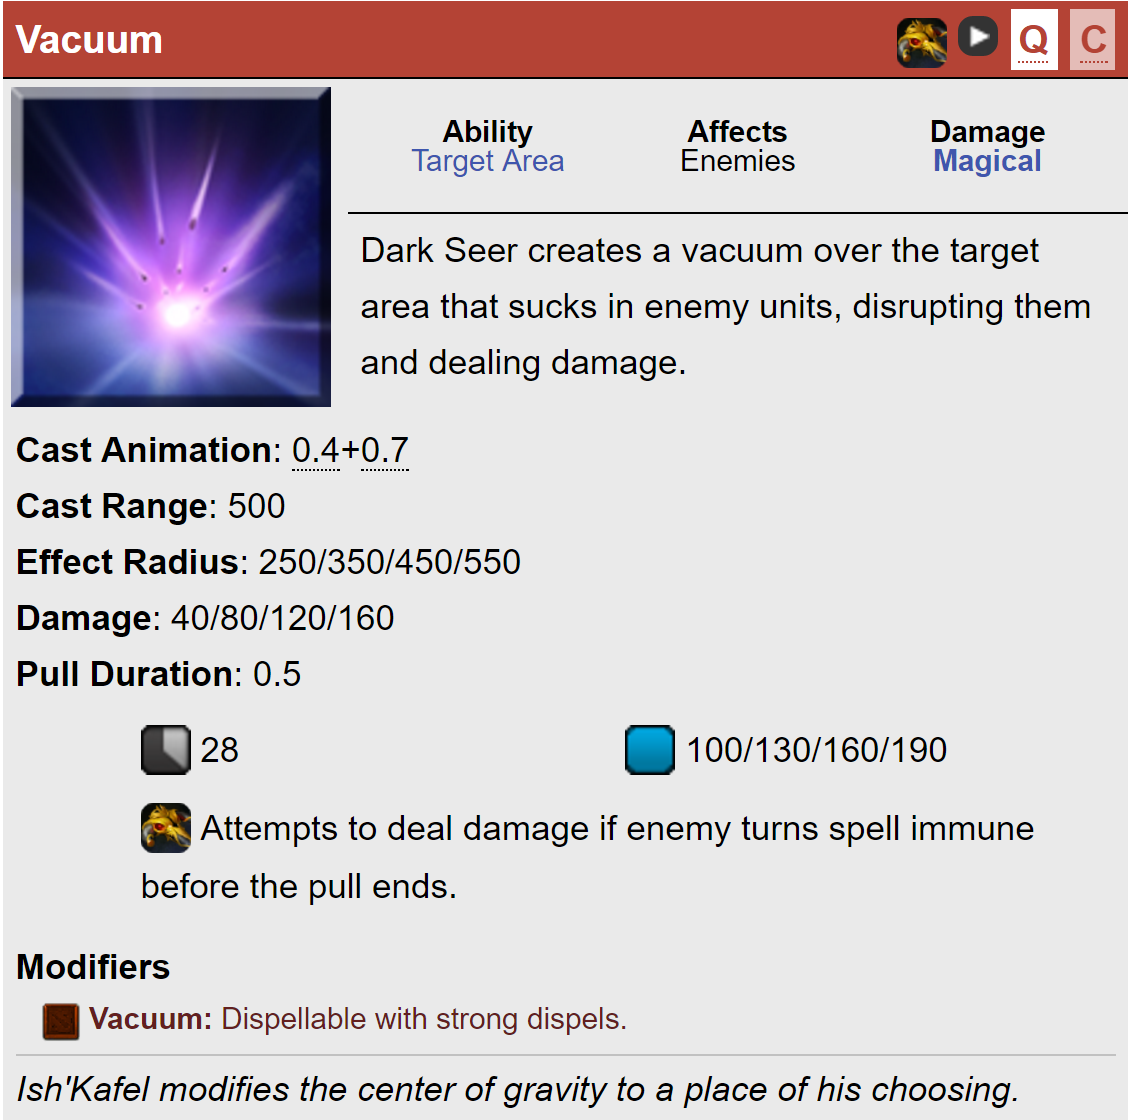 Vacuum Q C
Ability Affects Damage
Target Area Enemies Magical
Dark Seer creates a vacuum over the target
area that sucks in enemy units, disrupting them
and dealing damage.
Cast Animation: 0.4+0.7
Cast Range: 500
Effect Radius: 250/350/450/550
Damage: 40/80/120/160
Pull Duration: 0.5
28 100/130/160/190
Attempts to deal damage if enemy turns spell immune
before the pull ends.
Modifiers
Vacuum: Dispellable with strong dispels.
Ish'Kafel modifies the center of gravity to a place of his choosing.